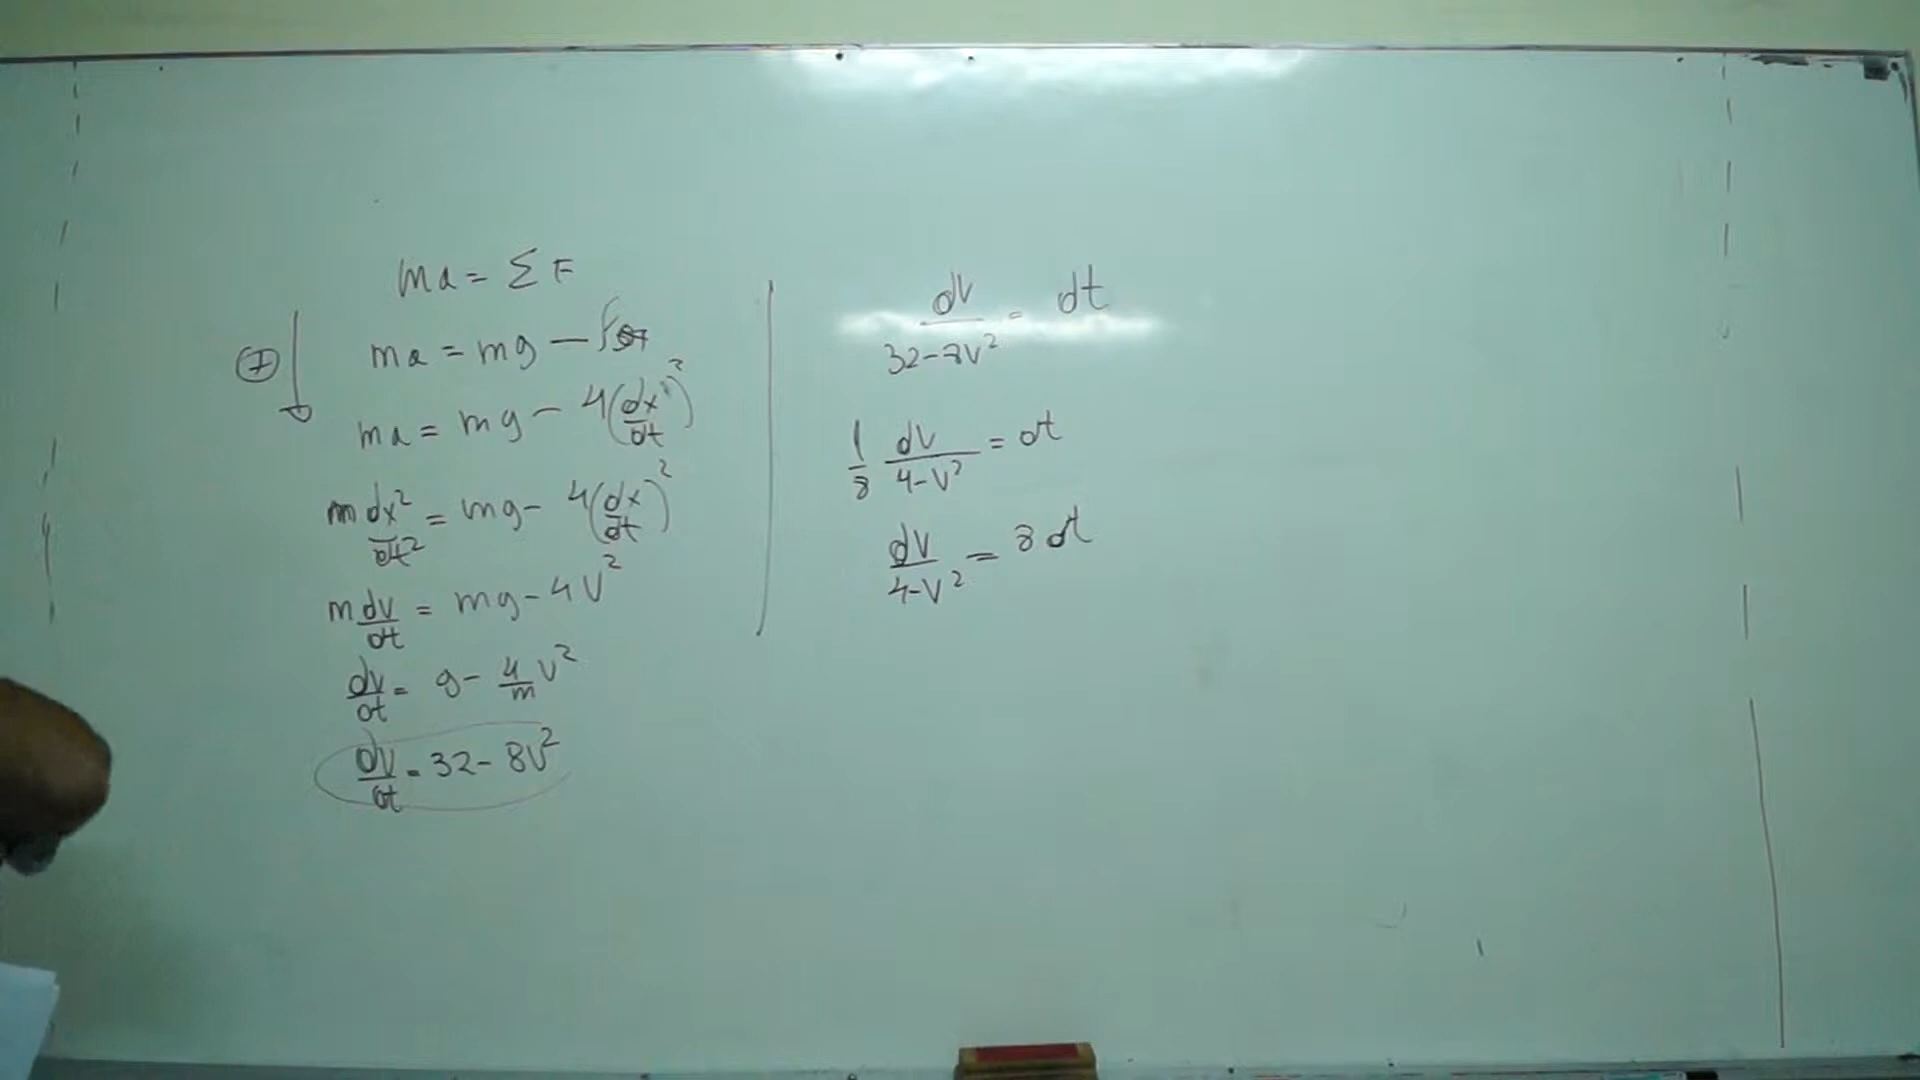 ma = Σ F
⊕ ma = mg −
ma = mg − 4(dx/dt)²
m dx²/dt² = mg − 4(dx/dt)²
m dv/dt = mg − 4V²
dv/dt = g − 4/m V²
dv/dt = 32 − 8V²
dv/32−8V² = dt
1/8 dv/4−V² = dt
dv/4−V² = 8 dt